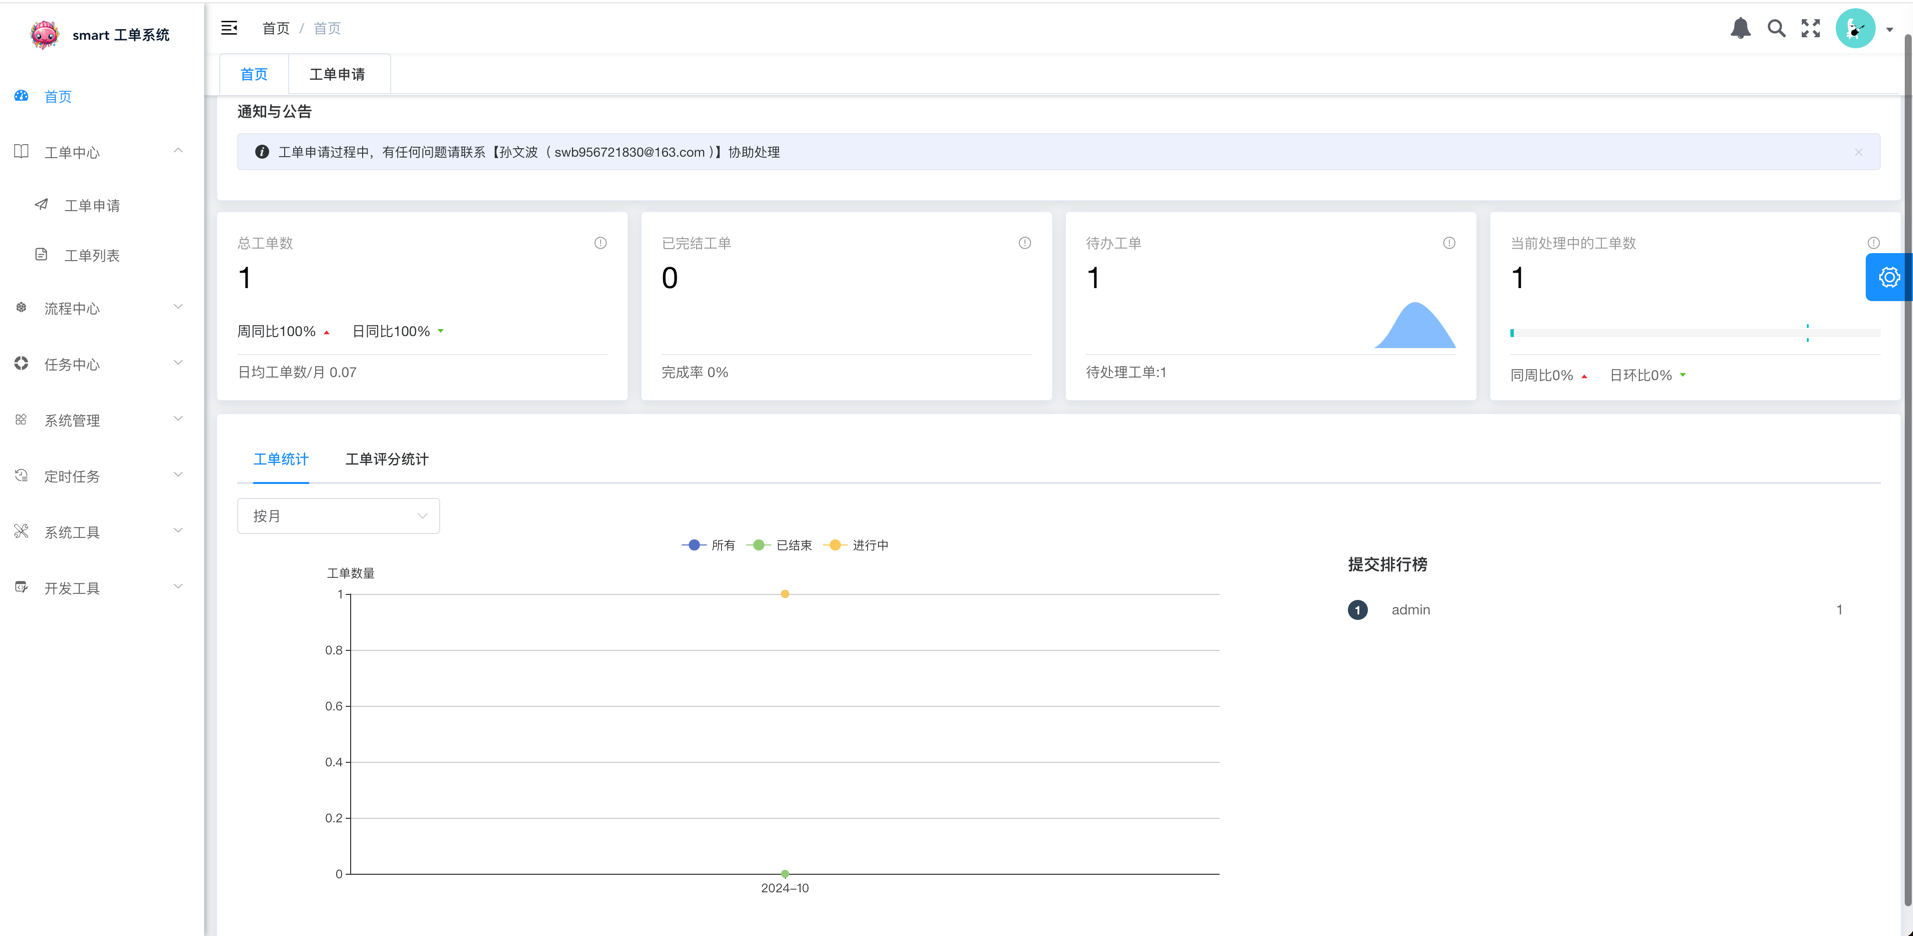 smart 工单系统
首页 / 首页
首页
工单申请
首页
工单中心
工单申请
工单列表
流程中心
任务中心
系统管理
定时任务
系统工具
开发工具
通知与公告
工单申请过程中，有任何问题请联系【孙文波（ swb956721830@163.com ）】协助处理
总工单数
1
周同比100% 日同比100%
日均工单数/月 0.07
已完结工单
0
完成率 0%
待办工单
1
待处理工单:1
当前处理中的工单数
1
同周比0% 日环比0%
工单统计
工单评分统计
按月
所有 已结束 进行中
工单数量
1
0.8
0.6
0.4
0.2
0
2024-10
提交排行榜
1 admin 1